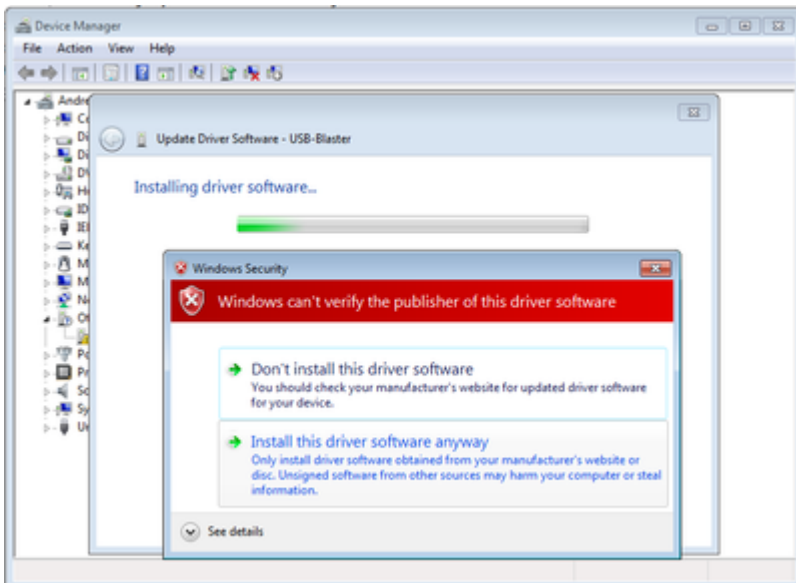 Device Manager
File Action View Help
Andre
Update Driver Software - USB-Blaster
Installing driver software...
Windows Security
Windows can't verify the publisher of this driver software
Don't install this driver software
You should check your manufacturer's website for updated driver software
for your device.
Install this driver software anyway
Only install driver software obtained from your manufacturer's website or
disc. Unsigned software from other sources may harm your computer or steal
information.
See details